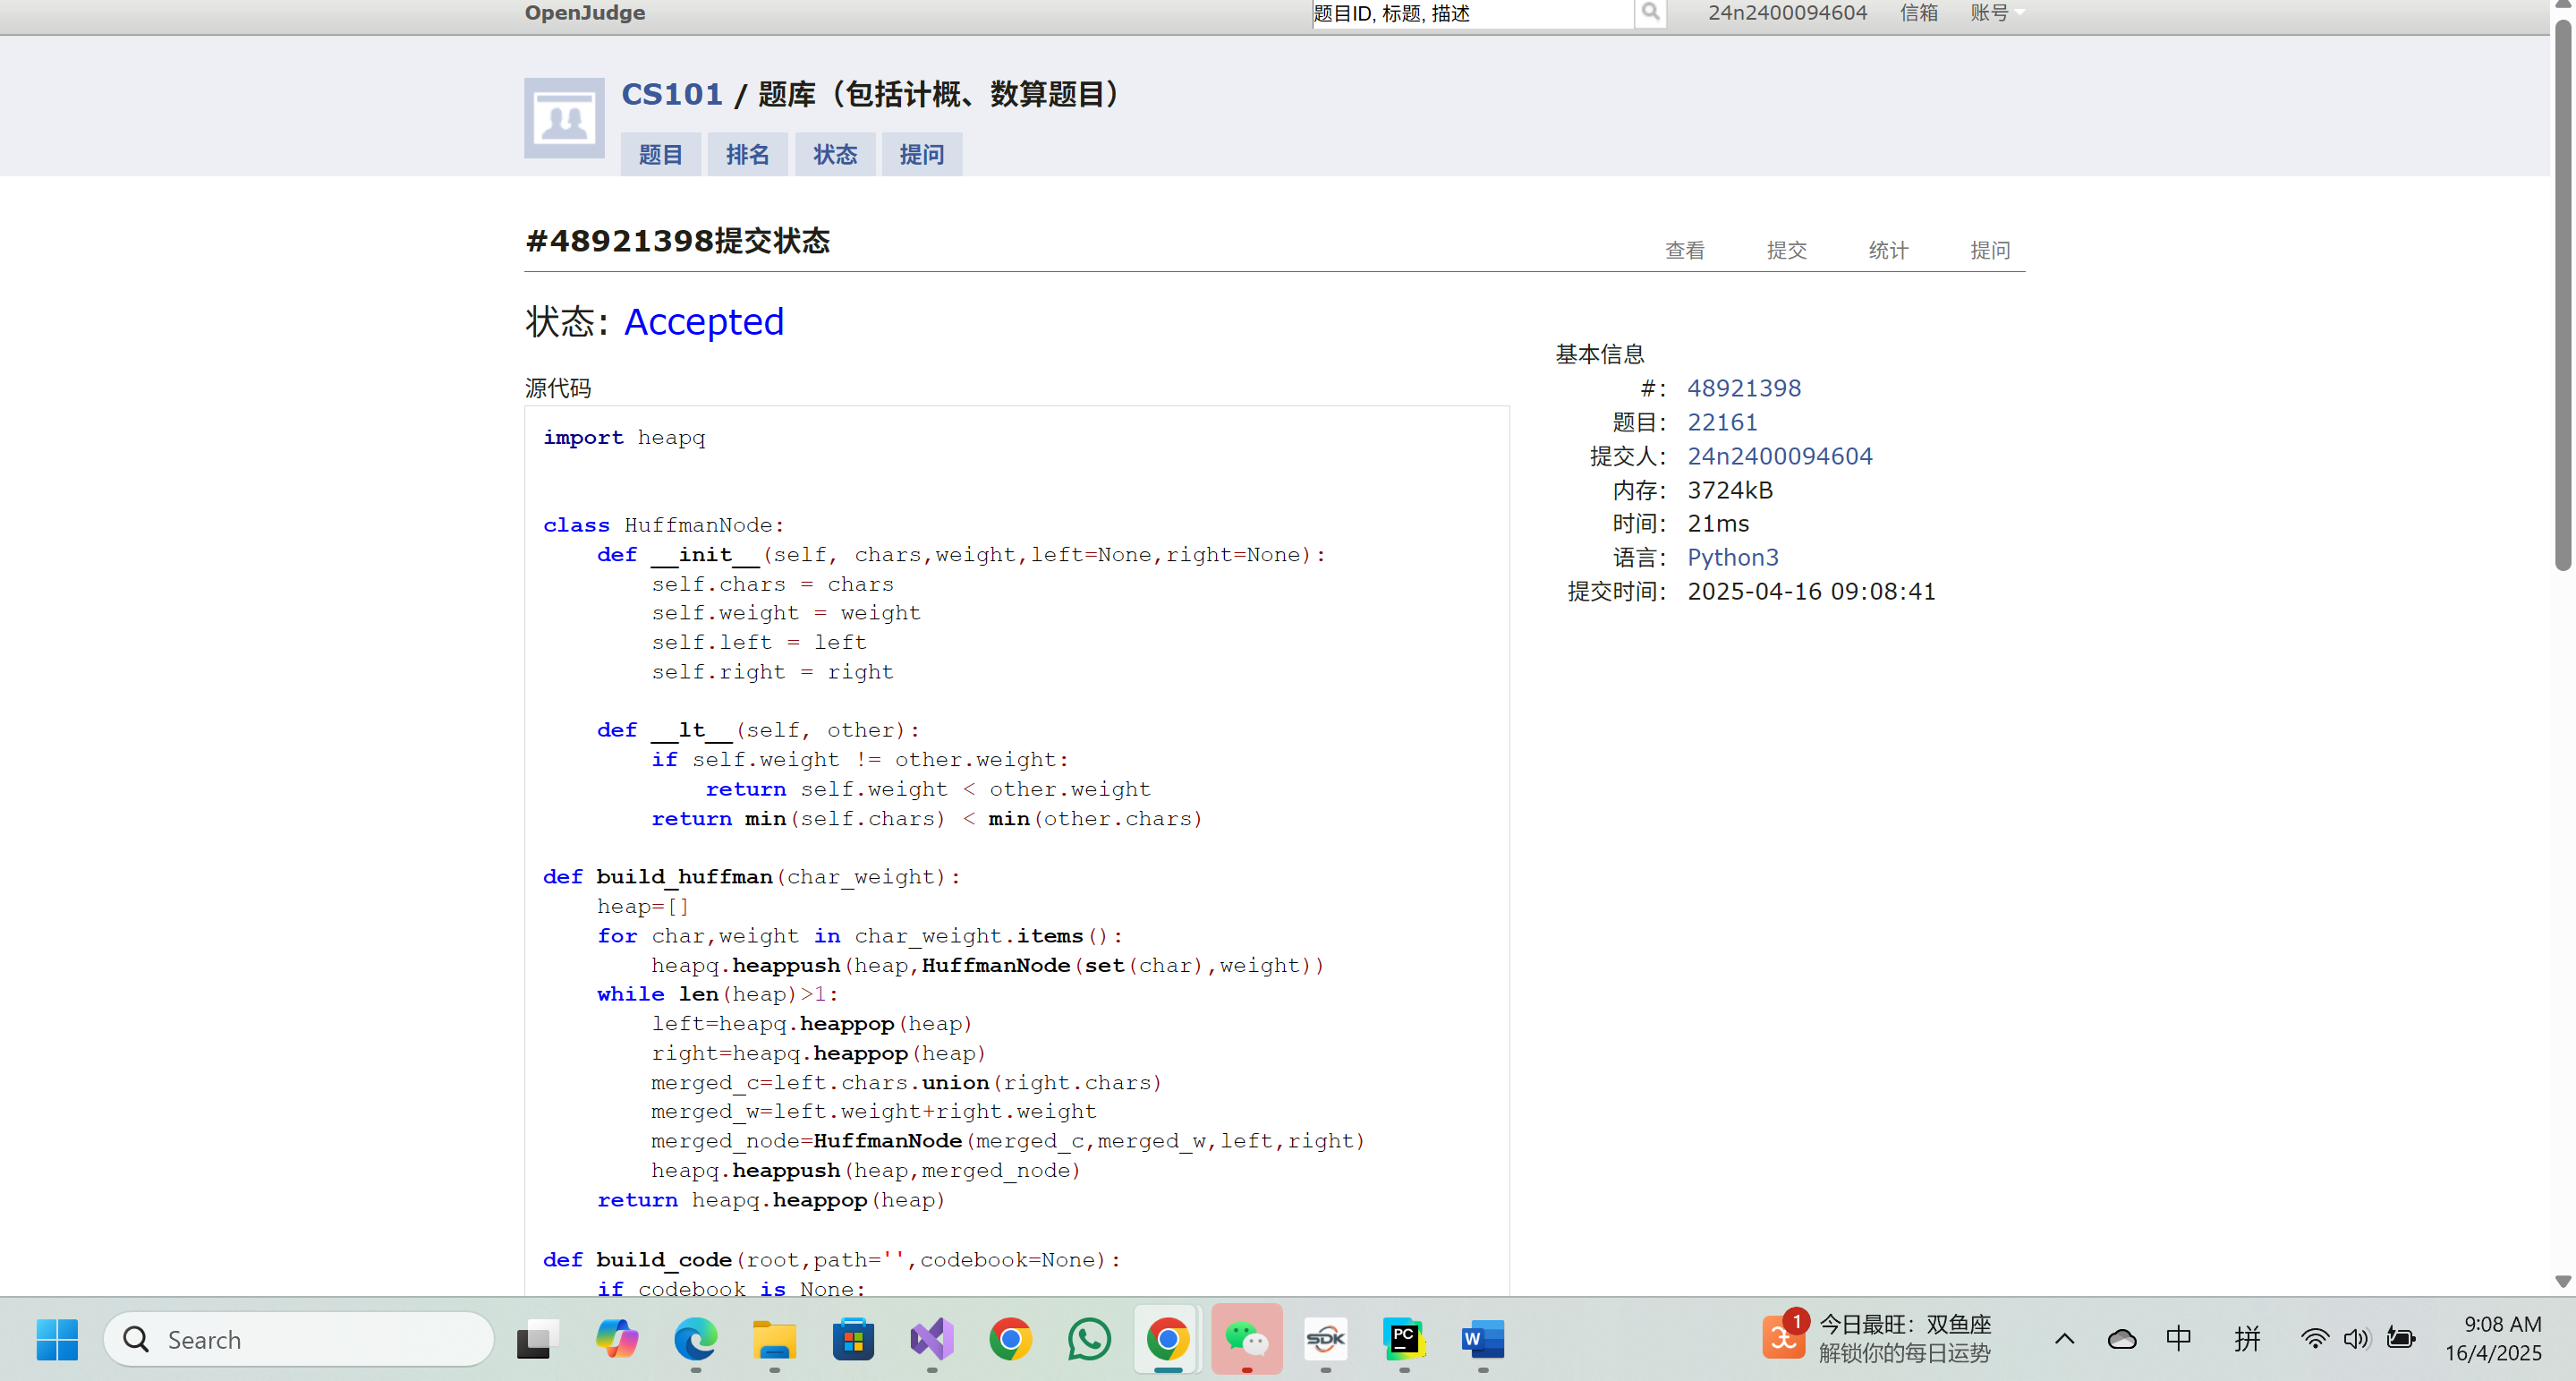 OpenJudge
题目ID, 标题, 描述
24n2400094604 信箱 账号
CS101 / 题库（包括计概、数算题目）
题目 排名 状态 提问
#48921398提交状态
查看 提交 统计 提问
状态: Accepted
源代码
import heapq
class HuffmanNode:
    def __init__(self, chars,weight,left=None,right=None):
        self.chars = chars
        self.weight = weight
        self.left = left
        self.right = right
    def __lt__(self, other):
        if self.weight != other.weight:
            return self.weight < other.weight
        return min(self.chars) < min(other.chars)
def build_huffman(char_weight):
    heap=[]
    for char,weight in char_weight.items():
        heapq.heappush(heap,HuffmanNode(set(char),weight))
    while len(heap)>1:
        left=heapq.heappop(heap)
        right=heapq.heappop(heap)
        merged_c=left.chars.union(right.chars)
        merged_w=left.weight+right.weight
        merged_node=HuffmanNode(merged_c,merged_w,left,right)
        heapq.heappush(heap,merged_node)
    return heapq.heappop(heap)
def build_code(root,path='',codebook=None):
    if codebook is None:
基本信息
#: 48921398
题目: 22161
提交人: 24n2400094604
内存: 3724kB
时间: 21ms
语言: Python3
提交时间: 2025-04-16 09:08:41
Search
SDK
PC
W
1
今日最旺：双鱼座
解锁你的每日运势
中
拼
9:08 AM
16/4/2025